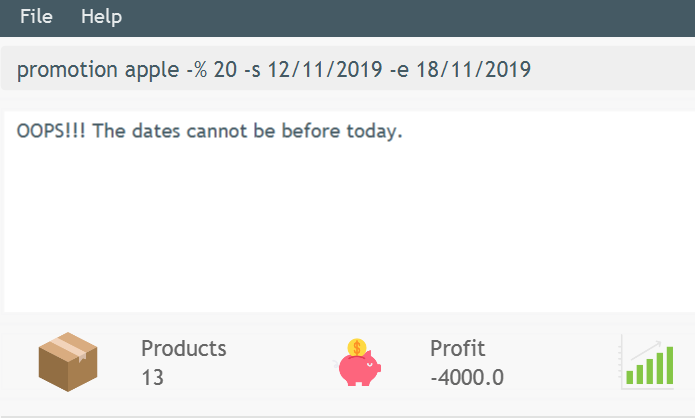 File Help
promotion apple -% 20 -s 12/11/2019 -e 18/11/2019
OOPS!!! The dates cannot be before today.
Products
13
$
Profit
-4000.0